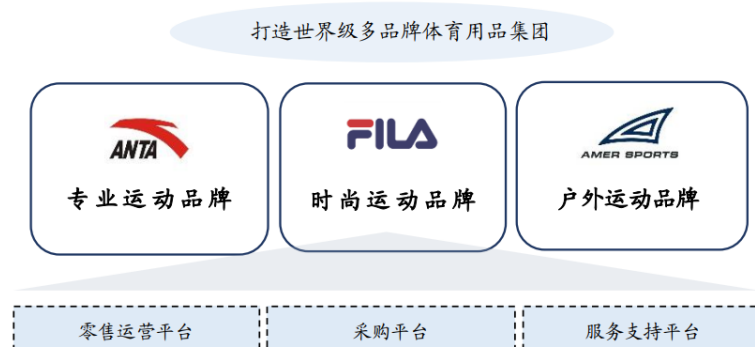 打造世界级多品牌体育用品集团
ANTA
FILA
AMER SPORTS
专业运动品牌
时尚运动品牌
户外运动品牌
零售运营平台
采购平台
服务支持平台